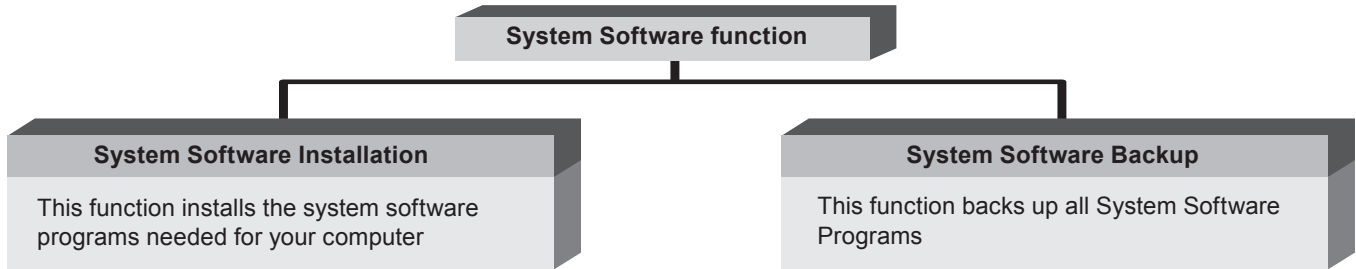 System Software function
System Software Installation
This function installs the system software
programs needed for your computer
System Software Backup
This function backs up all System Software
Programs